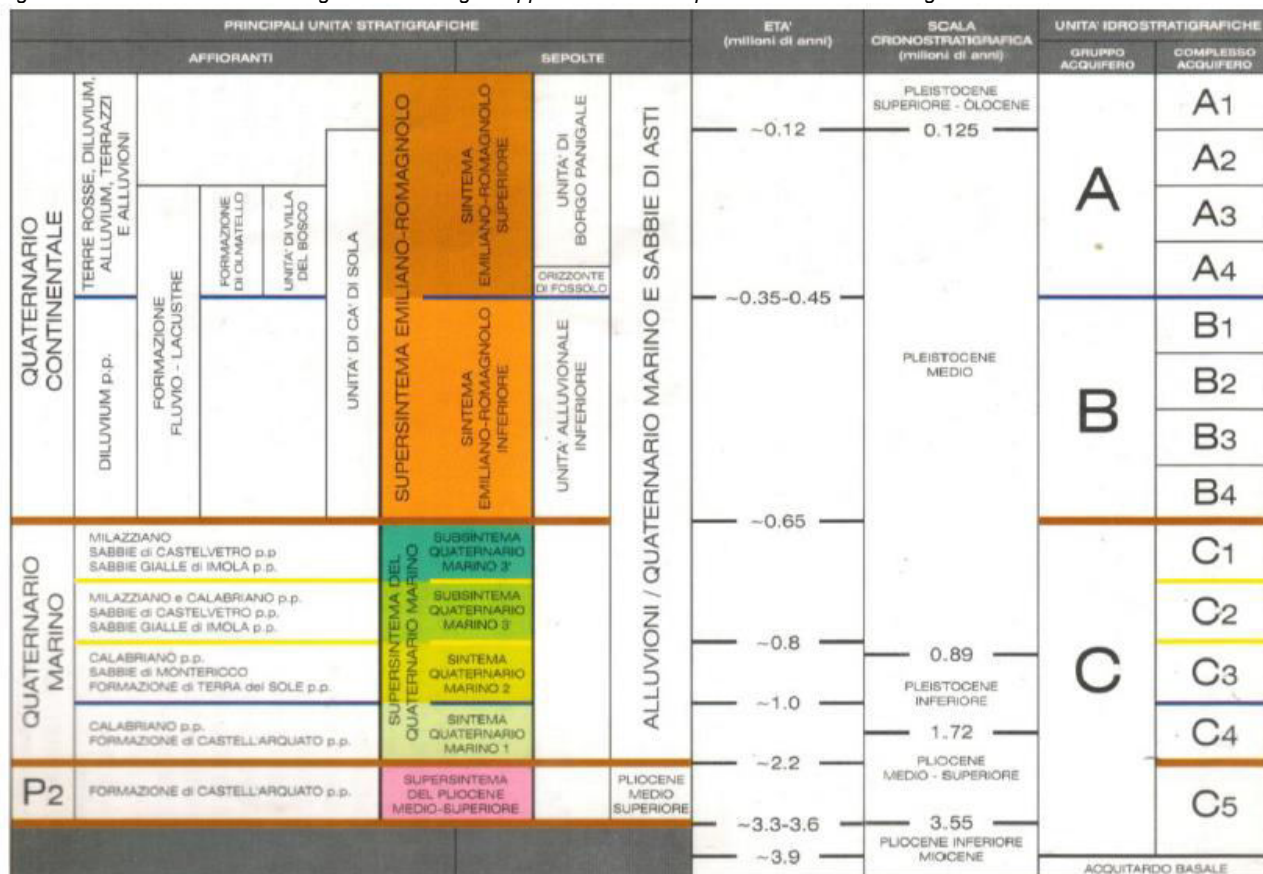 PRINCIPALI UNITA' STRATIGRAFICHE
AFFIORANTI
SEPOLTE
ETA'
(milioni di anni)
SCALA
CRONOSTRATIGRAFICA
(milioni di anni)
UNITA' IDROSTRATIGRAFICHE
GRUPPO
ACQUIFERO
COMPLESSO
ACQUIFERO
QUATERNARIO
CONTINENTALE
TERRE ROSSE, DILUVIUM,
ALLUVIUM, TERRAZZI
E ALLUVIONI
DILUVIUM p.p.
FORMAZIONE
FLUVIO - LACUSTRE
FORMAZIONE
DI OLMATELLO
UNITA' DI VILLA
DEL BOSCO
UNITA' DI CA' DI SOLA
SUPERSINTEMA EMILIANO-ROMAGNOLO
SINTEMA
EMILIANO-ROMAGNOLO
SUPERIORE
SINTEMA
EMILIANO-ROMAGNOLO
INFERIORE
UNITA' DI
BORGO PANIGALE
ORIZZONTE
DI FOSSOLO
UNITA' ALLUVIONALE
INFERIORE
ALLUVIONI / QUATERNARIO MARINO E SABBIE DI ASTI
QUATERNARIO
MARINO
MILAZZIANO
SABBIE di CASTELVETRO p.p
SABBIE GIALLE di IMOLA p.p.
MILAZZIANO e CALABRIANO p.p.
SABBIE di CASTELVETRO p.p.
SABBIE GIALLE di IMOLA p.p.
CALABRIANO p.p.
SABBIE di MONTERICCO
FORMAZIONE di TERRA del SOLE p.p.
CALABRIANO p.p.
FORMAZIONE di CASTELL'ARQUATO p.p.
SUPERSINTEMA DEL
QUATERNARIO MARINO
SUBSINTEMA
QUATERNARIO
MARINO 3'
SUBSINTEMA
QUATERNARIO
MARINO 3
SINTEMA
QUATERNARIO
MARINO 2
SINTEMA
QUATERNARIO
MARINO 1
P2
FORMAZIONE di CASTELL'ARQUATO p.p.
SUPERSINTEMA
DEL PLIOCENE
MEDIO-SUPERIORE
PLIOCENE
MEDIO
SUPERIORE
~0.12
~0.35-0.45
~0.65
~0.8
~1.0
~2.2
~3.3-3.6
~3.9
PLEISTOCENE
SUPERIORE - OLOCENE
0.125
PLEISTOCENE
MEDIO
0.89
PLEISTOCENE
INFERIORE
1.72
PLIOCENE
MEDIO - SUPERIORE
3.55
PLIOCENE INFERIORE
MIOCENE
A
B
C
A1
A2
A3
A4
B1
B2
B3
B4
C1
C2
C3
C4
C5
ACQUITARDO BASALE